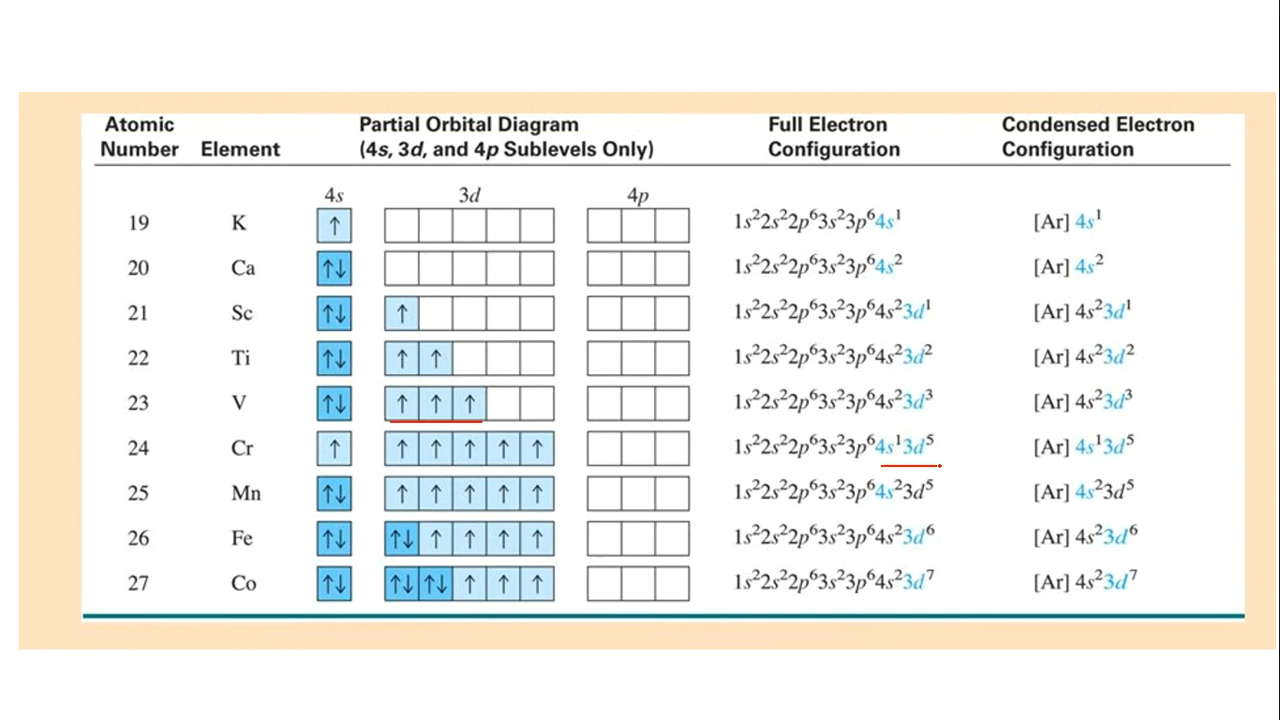 Atomic Number Element Partial Orbital Diagram (4s, 3d, and 4p Sublevels Only) Full Electron Configuration Condensed Electron Configuration
4s 3d 4p
19 K ↑ 1s²2s²2p⁶3s²3p⁶4s¹ [Ar] 4s¹
20 Ca ↑↓ 1s²2s²2p⁶3s²3p⁶4s² [Ar] 4s²
21 Sc ↑↓ ↑ 1s²2s²2p⁶3s²3p⁶4s²3d¹ [Ar] 4s²3d¹
22 Ti ↑↓ ↑ ↑ 1s²2s²2p⁶3s²3p⁶4s²3d² [Ar] 4s²3d²
23 V ↑↓ ↑ ↑ ↑ 1s²2s²2p⁶3s²3p⁶4s²3d³ [Ar] 4s²3d³
24 Cr ↑ ↑ ↑ ↑ ↑ ↑ 1s²2s²2p⁶3s²3p⁶4s¹3d⁵ [Ar] 4s¹3d⁵
25 Mn ↑↓ ↑ ↑ ↑ ↑ ↑ 1s²2s²2p⁶3s²3p⁶4s²3d⁵ [Ar] 4s²3d⁵
26 Fe ↑↓ ↑↓ ↑ ↑ ↑ ↑ 1s²2s²2p⁶3s²3p⁶4s²3d⁶ [Ar] 4s²3d⁶
27 Co ↑↓ ↑↓ ↑↓ ↑ ↑ ↑ 1s²2s²2p⁶3s²3p⁶4s²3d⁷ [Ar] 4s²3d⁷